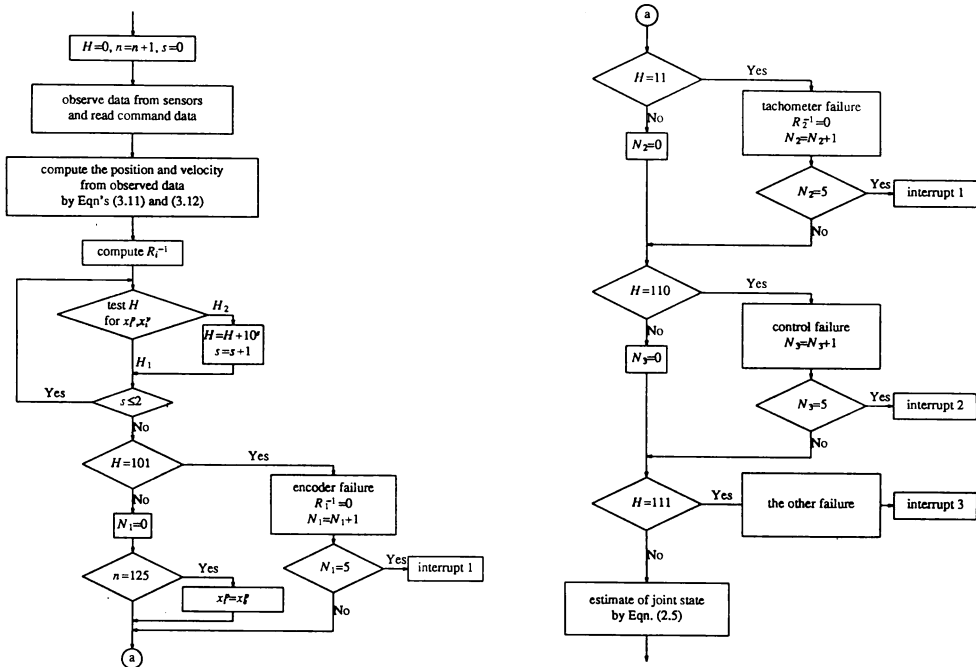 H=0, n=n+1, s=0
observe data from sensors
and read command data
compute the position and velocity
from observed data
by Eqn's (3.11) and (3.12)
compute R_i^-1
test H
for
H_2
H=H+10^s
s=s+1
H_1
Yes
s≤2
No
H=101
Yes
No
encoder failure
R_1^-1=0
N_1=N_1+1
N_1=0
n=125
Yes
N_1=5
Yes
interrupt 1
No
a
a
H=11
Yes
No
tachometer failure
R_2^-1=0
N_2=N_2+1
N_2=0
N_2=5
Yes
interrupt 1
No
H=110
Yes
No
control failure
N_3=N_3+1
N_3=0
N_3=5
Yes
interrupt 2
No
H=111
Yes
the other failure
interrupt 3
No
estimate of joint state
by Eqn. (2.5)